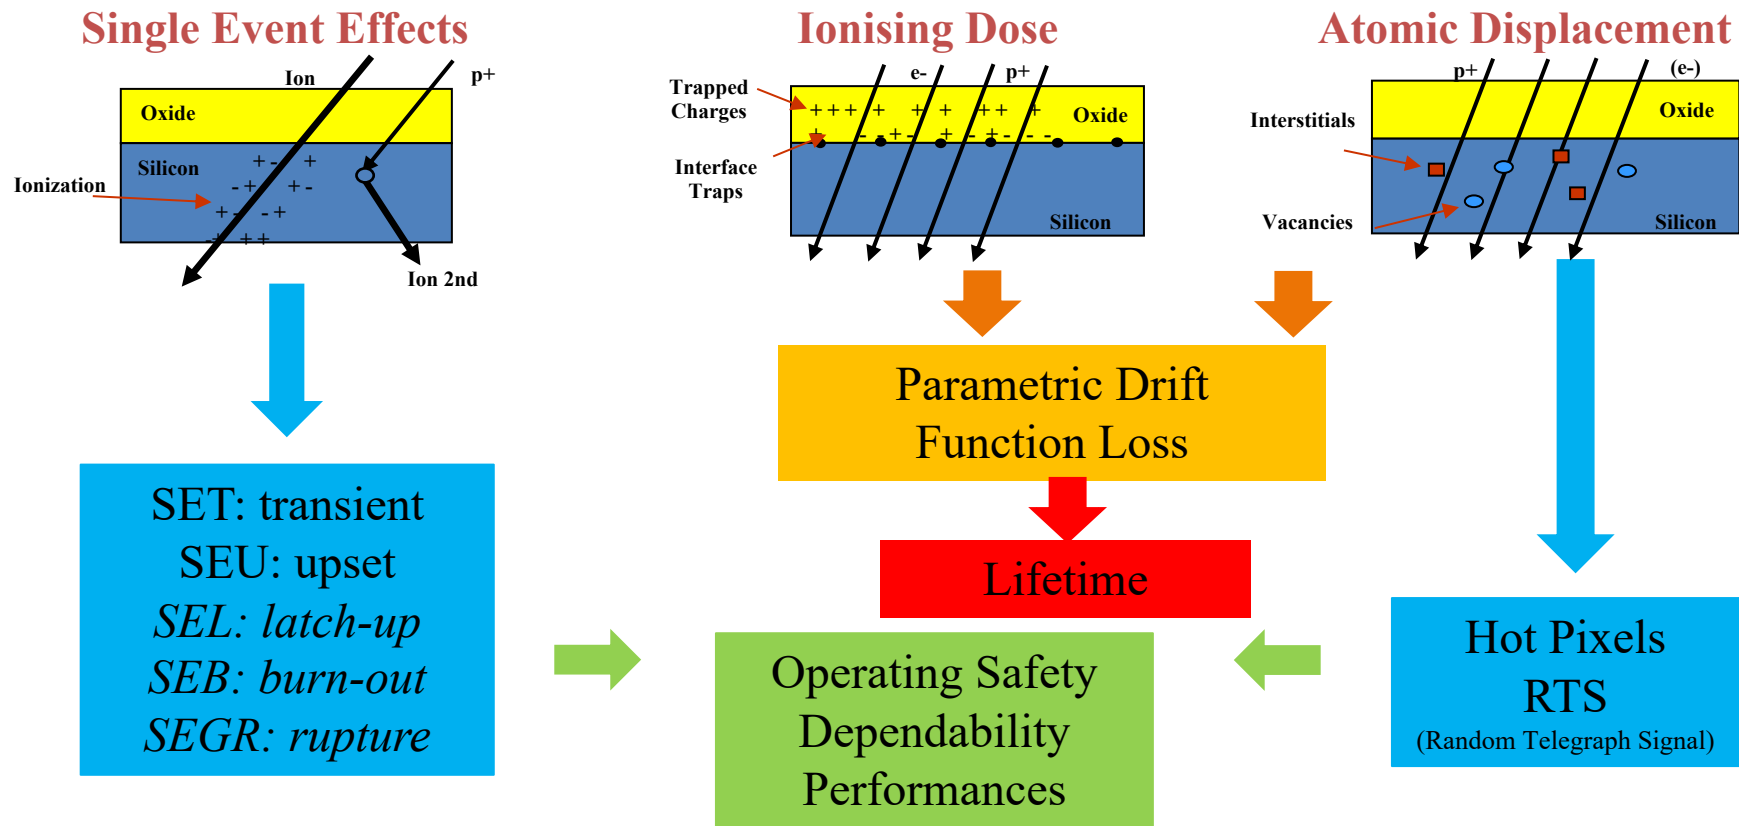 Single Event Effects
Ion
p+
Oxide
Silicon
Ionization
+ - +
- + + -
+ - - +
- + + +
Ion 2nd
SET: transient
SEU: upset
SEL: latch-up
SEB: burn-out
SEGR: rupture
Ionising Dose
e-
p+
Trapped
Charges
+ + + + + + + + +
Oxide
+ - - + - + - + - - -
Interface
Traps
Silicon
Atomic Displacement
p+
(e-)
Oxide
Interstitials
Vacancies
Silicon
Parametric Drift
Function Loss
Lifetime
Operating Safety
Dependability
Performances
Hot Pixels
RTS
(Random Telegraph Signal)